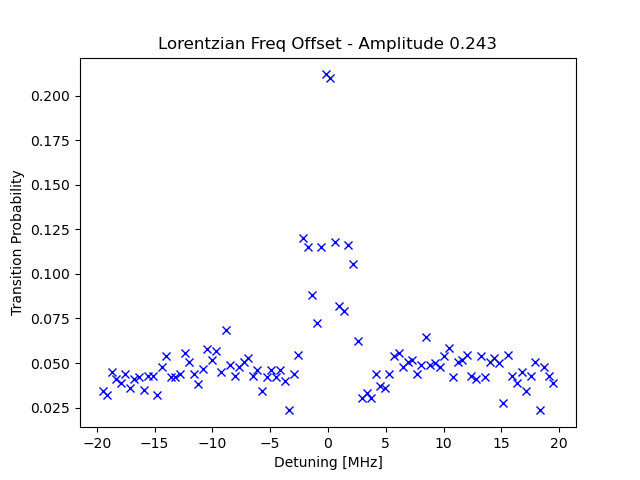 Lorentzian Freq Offset - Amplitude 0.243
Transition Probability
0.200
0.175
0.150
0.125
0.100
0.075
0.050
0.025
−20 −15 −10 −5 0 5 10 15 20
Detuning [MHz]